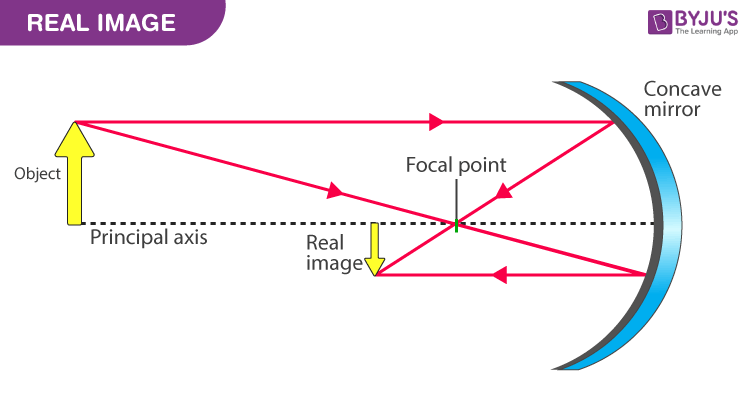 REAL IMAGE
BYJU'S
The Learning App
Concave
mirror
Focal point
Object
Principal axis
Real
image